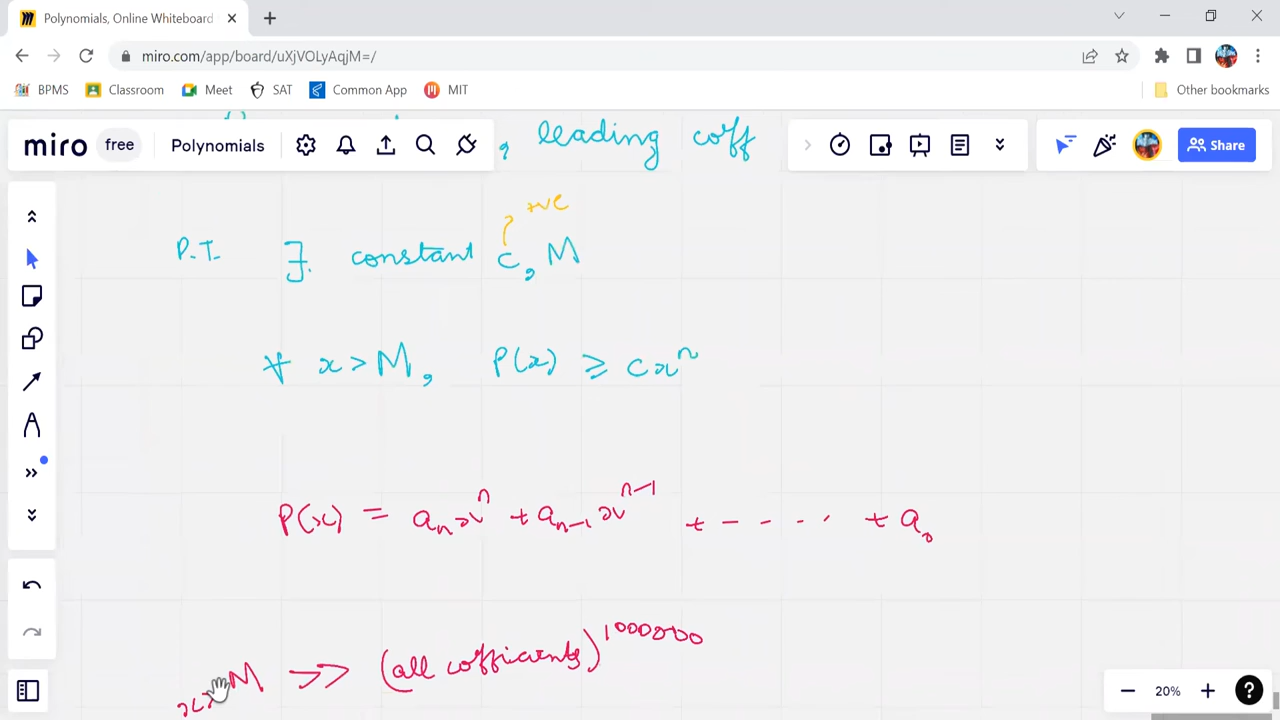 Polynomials, Online Whiteboard
miro.com/app/board/uXjVOLyAqjM=/
BPMS Classroom Meet SAT Common App MIT Other bookmarks
miro free Polynomials Share
, leading coff
+ve
P.T. ∃. constant c, M
∀ x > M, P(x) ≥ cxⁿ
P(x) = aₙxⁿ + aₙ₋₁xⁿ⁻¹ + - - - - · + a₀
x > M >> (all cofficients)¹⁰⁰⁰⁰⁰⁰
20%